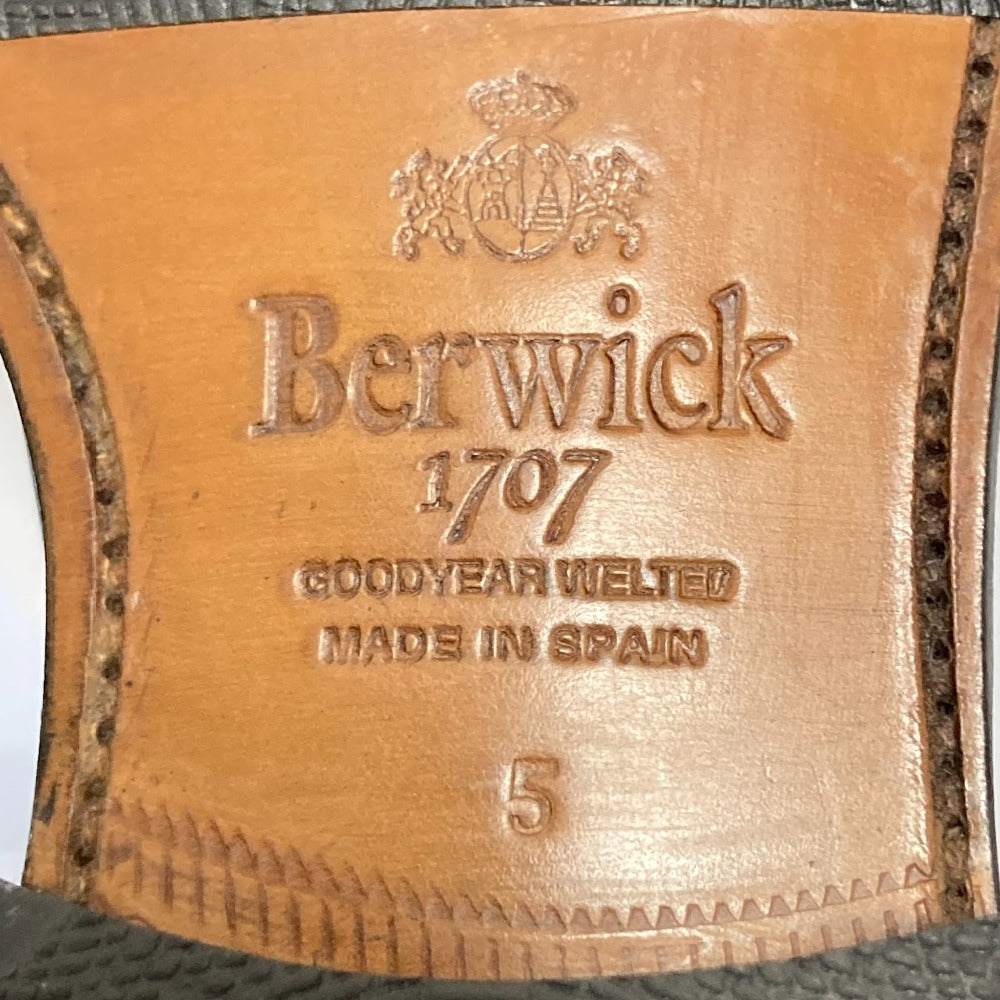 Berwick
1707
GOODYEAR WELTED
MADE IN SPAIN
5